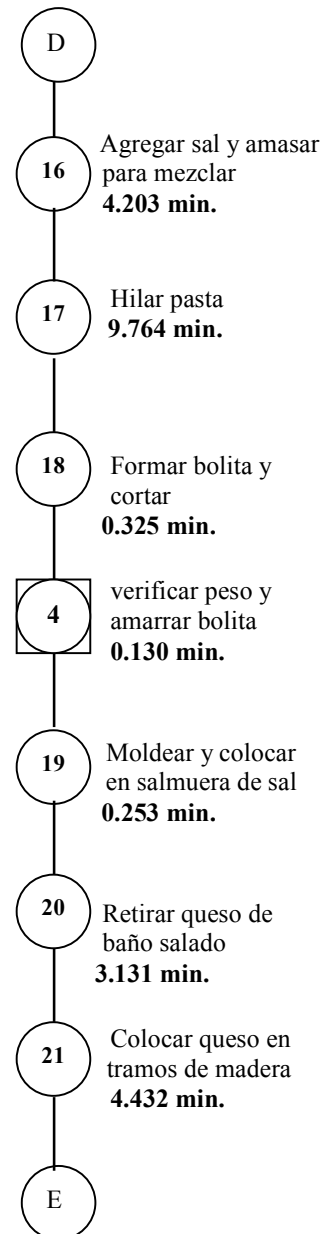 D
16
Agregar sal y amasar
para mezclar
4.203 min.
17
Hilar pasta
9.764 min.
18
Formar bolita y
cortar
0.325 min.
4
verificar peso y
amarrar bolita
0.130 min.
19
Moldear y colocar
en salmuera de sal
0.253 min.
20
Retirar queso de
baño salado
3.131 min.
21
Colocar queso en
tramos de madera
4.432 min.
E